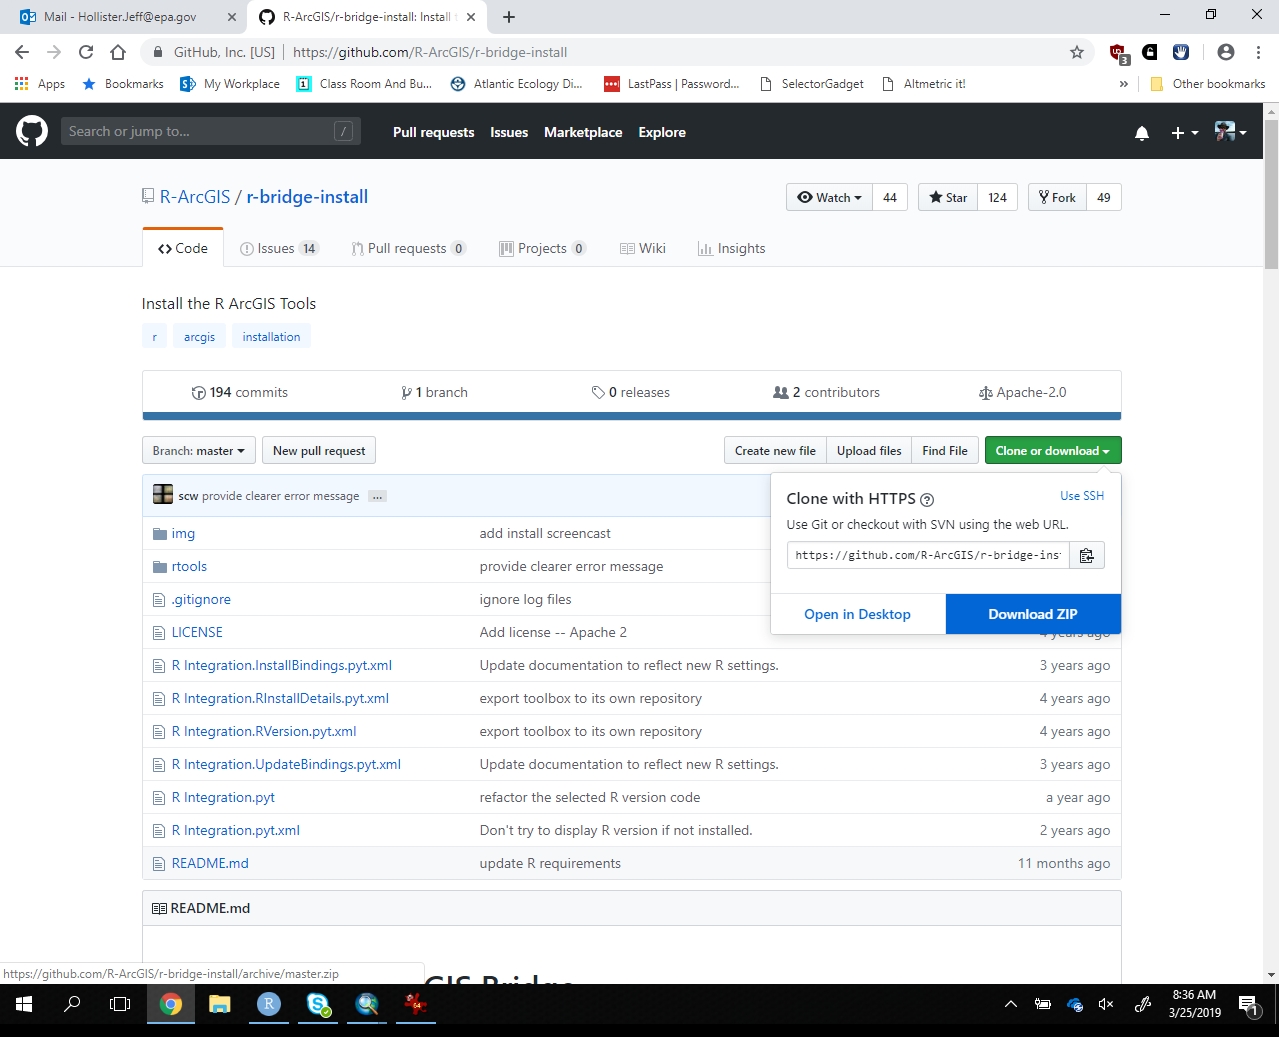 Mail - HollisterJeff@epa.gov
R-ArcGIS/r-bridge-install: Install
GitHub, Inc. [US] https://github.com/R-ArcGIS/r-bridge-install
3
Apps Bookmarks My Workplace 1 Class Room And Bu... Atlantic Ecology Di... LastPass | Password... SelectorGadget Altmetric it! » Other bookmarks
Search or jump to... / Pull requests Issues Marketplace Explore
R-ArcGIS / r-bridge-install Watch 44 Star 124 Fork 49
<> Code Issues 14 Pull requests 0 Projects 0 Wiki Insights
Install the R ArcGIS Tools
r arcgis installation
194 commits 1 branch 0 releases 2 contributors Apache-2.0
Branch: master New pull request Create new file Upload files Find File Clone or download
scw provide clearer error message ...
Clone with HTTPS ? Use SSH
Use Git or checkout with SVN using the web URL.
https://github.com/R-ArcGIS/r-bridge-ins
Open in Desktop Download ZIP
img add install screencast
rtools provide clearer error message
.gitignore ignore log files
LICENSE Add license -- Apache 2 4 years ago
R Integration.InstallBindings.pyt.xml Update documentation to reflect new R settings. 3 years ago
R Integration.RInstallDetails.pyt.xml export toolbox to its own repository 4 years ago
R Integration.RVersion.pyt.xml export toolbox to its own repository 4 years ago
R Integration.UpdateBindings.pyt.xml Update documentation to reflect new R settings. 3 years ago
R Integration.pyt refactor the selected R version code a year ago
R Integration.pyt.xml Don't try to display R version if not installed. 2 years ago
README.md update R requirements 11 months ago
README.md
GIS Bridge
https://github.com/R-ArcGIS/r-bridge-install/archive/master.zip
R 64 8:36 AM
3/25/2019 1